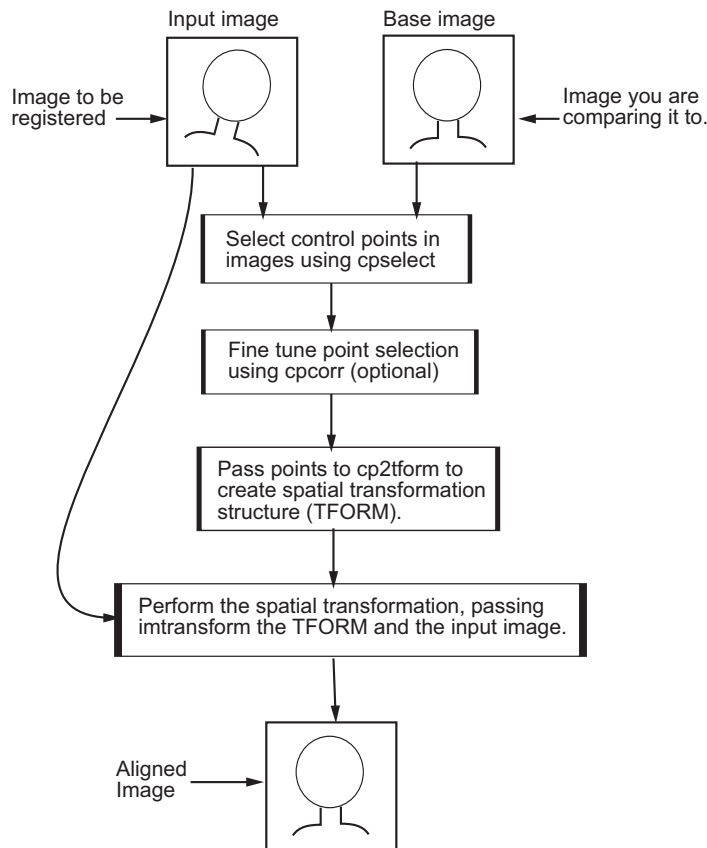 Input image
Base image
Image to be
registered
Image you are
comparing it to.
Select control points in
images using cpselect
Fine tune point selection
using cpcorr (optional)
Pass points to cp2tform to
create spatial transformation
structure (TFORM).
Perform the spatial transformation, passing
imtransform the TFORM and the input image.
Aligned
Image